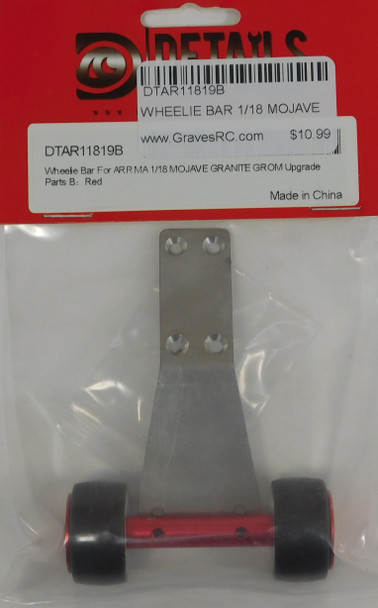 DETAILS
DTAR11819B
WHEELIE BAR 1/18 MOJAVE
www.GravesRC.com $10.99
DTAR11819B
Wheelie Bar For ARRMA 1/18 MOJAVE GRANITE GROM Upgrade
Parts B: Red
Made in China